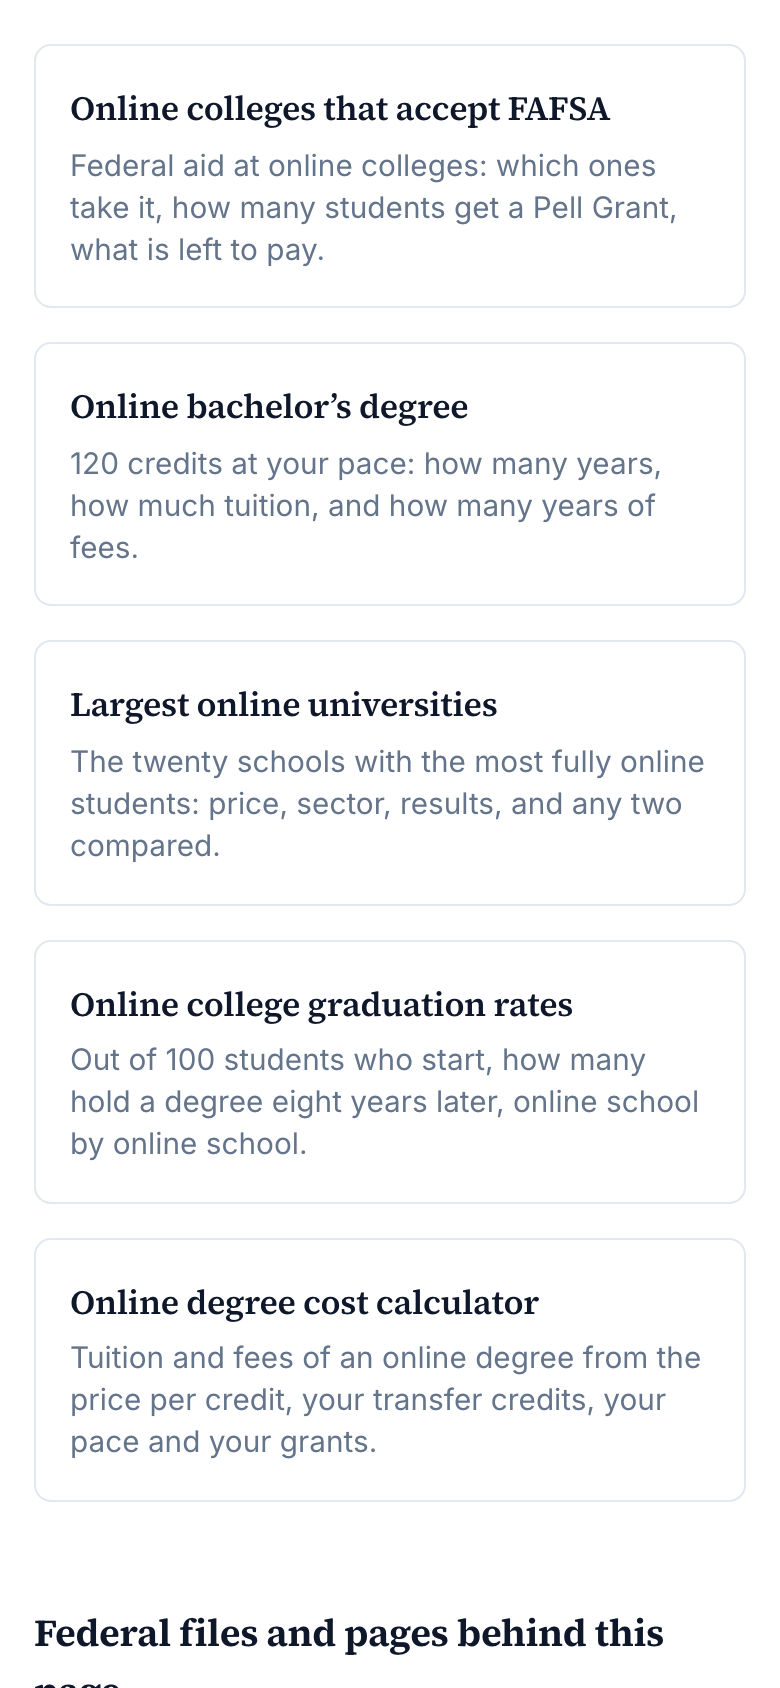 Online colleges that accept FAFSA
Federal aid at online colleges: which ones
take it, how many students get a Pell Grant,
what is left to pay.
Online bachelor’s degree
120 credits at your pace: how many years,
how much tuition, and how many years of
fees.
Largest online universities
The twenty schools with the most fully online
students: price, sector, results, and any two
compared.
Online college graduation rates
Out of 100 students who start, how many
hold a degree eight years later, online school
by online school.
Online degree cost calculator
Tuition and fees of an online degree from the
price per credit, your transfer credits, your
pace and your grants.
Federal files and pages behind this
page